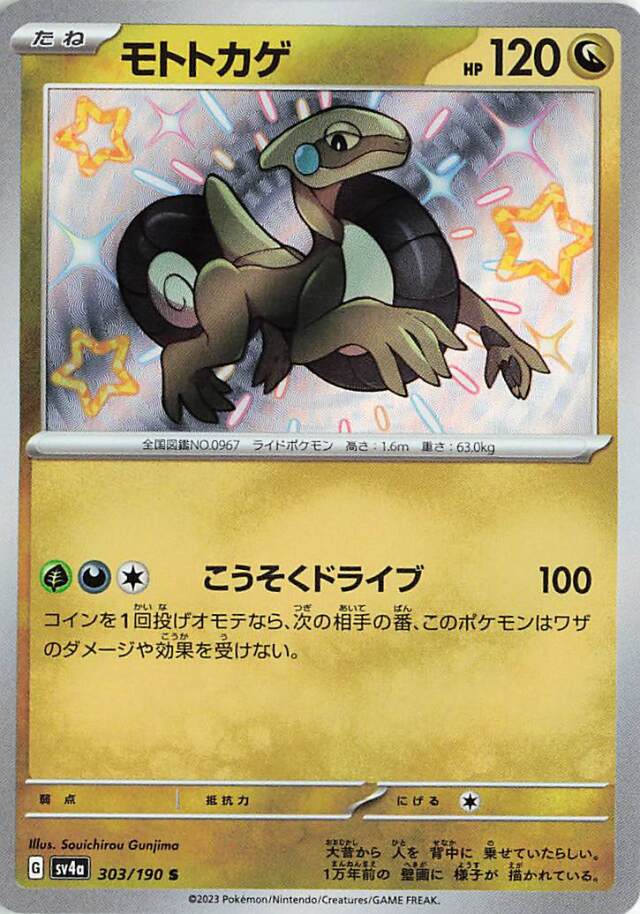 たね モトトカゲ HP 120
全国図鑑NO.0967 ライドポケモン 高さ:1.6m 重さ:63.0kg
こうそくドライブ 100
コインを1回投げオモテなら、次の相手の番、このポケモンはワザ
のダメージや効果を受けない。
弱点 抵抗力 にげる
Illus. Souichirou Gunjima
G sv4a 303/190 S
大昔から 人を 背中に 乗せていたらしい。
1万年前の 壁画に 様子が 描かれている。
©2023 Pokémon/Nintendo/Creatures/GAME FREAK.